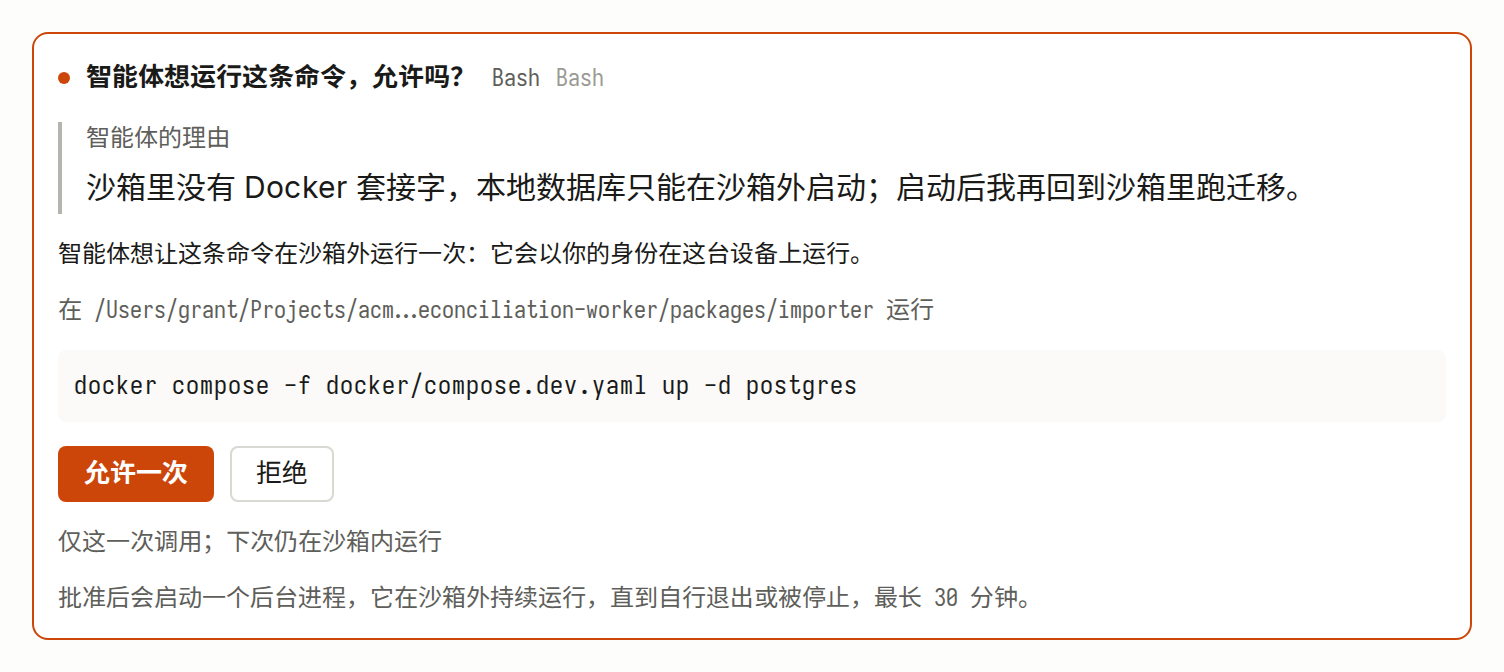 智能体想运行这条命令，允许吗？ Bash Bash
智能体的理由
沙箱里没有 Docker 套接字，本地数据库只能在沙箱外启动；启动后我再回到沙箱里跑迁移。
智能体想让这条命令在沙箱外运行一次：它会以你的身份在这台设备上运行。
在 /Users/grant/Projects/acm…econciliation-worker/packages/importer 运行
docker compose -f docker/compose.dev.yaml up -d postgres
允许一次 拒绝
仅这一次调用；下次仍在沙箱内运行
批准后会启动一个后台进程，它在沙箱外持续运行，直到自行退出或被停止，最长 30 分钟。